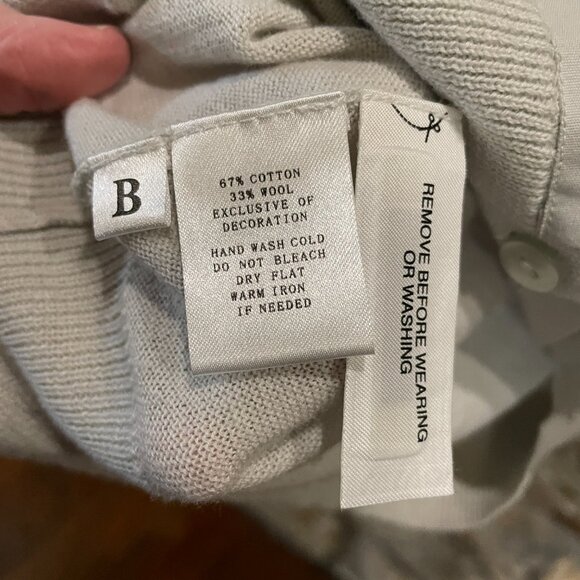 B
67% COTTON
33% WOOL
EXCLUSIVE OF
DECORATION
HAND WASH COLD
DO NOT BLEACH
DRY FLAT
WARM IRON
IF NEEDED
REMOVE BEFORE WEARING
OR WASHING